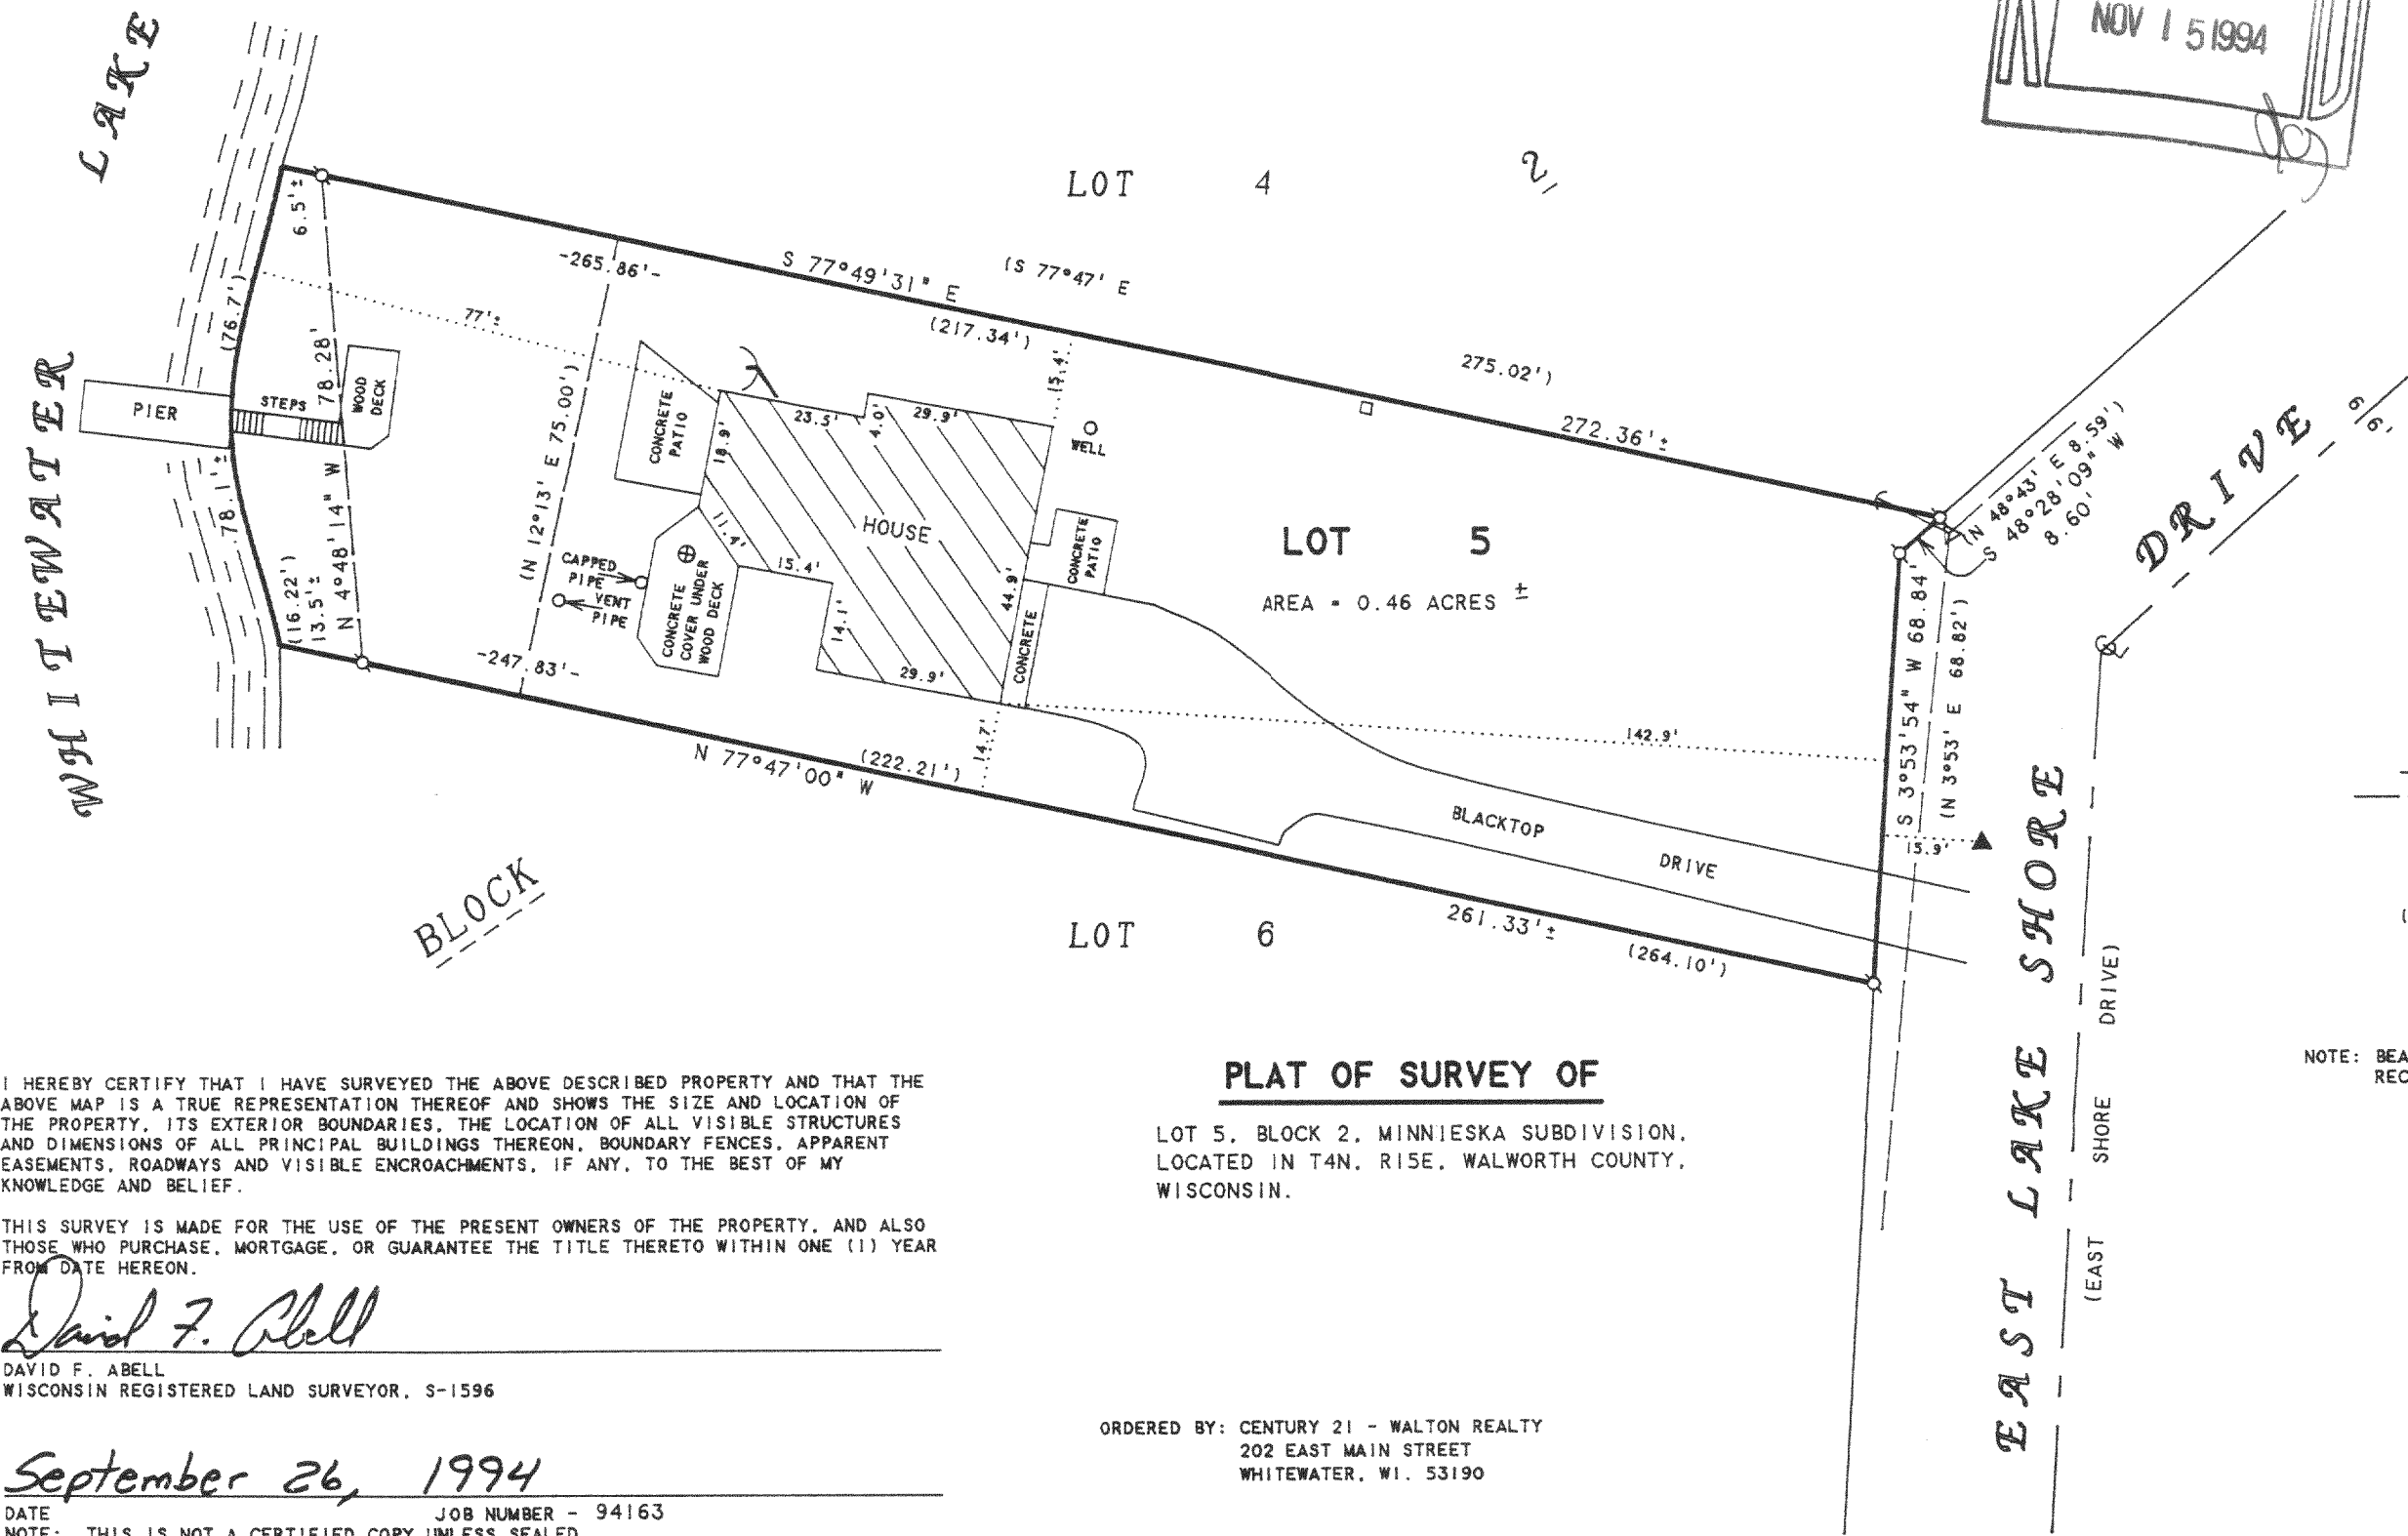 LAKE
NOV 15 1994
LOT 4
2
6.5'±
-265.86'-
S 77°49'31" E
(S 77°47' E
(217.34')
275.02')
272.36'±
77'±
(76.7')
78.28'
PIER
STEPS
WOOD DECK
78.1'±
(16.22')
13.5'±
N 4°48'14" W
(N 12°13' E 75.00')
CONCRETE PATIO
18.9'
23.5'
4.0'
29.9'
15.4'
WELL
HOUSE
11.4'
15.4'
14.1'
29.9'
44.9'
CONCRETE PATIO
CONCRETE
CAPPED PIPE
VENT PIPE
CONCRETE COVER UNDER WOOD DECK
-247.83'-
LOT 5
AREA = 0.46 ACRES ±
(N 48°43' E 8.59')
S 48°28'09" W
8.60'
66'
WHITEWATER
N 77°47'00" W
(222.21')
14.7'
142.9'
S 3°53'54" W 68.84'
(N 3°53' E 68.82')
15.9'
BLACKTOP DRIVE
261.33'±
(264.10')
BLOCK
LOT 6
EAST LAKE SHORE DRIVE
(EAST SHORE DRIVE)
NOTE: BEA
REC
I HEREBY CERTIFY THAT I HAVE SURVEYED THE ABOVE DESCRIBED PROPERTY AND THAT THE
ABOVE MAP IS A TRUE REPRESENTATION THEREOF AND SHOWS THE SIZE AND LOCATION OF
THE PROPERTY, ITS EXTERIOR BOUNDARIES, THE LOCATION OF ALL VISIBLE STRUCTURES
AND DIMENSIONS OF ALL PRINCIPAL BUILDINGS THEREON, BOUNDARY FENCES, APPARENT
EASEMENTS, ROADWAYS AND VISIBLE ENCROACHMENTS, IF ANY, TO THE BEST OF MY
KNOWLEDGE AND BELIEF.
THIS SURVEY IS MADE FOR THE USE OF THE PRESENT OWNERS OF THE PROPERTY, AND ALSO
THOSE WHO PURCHASE, MORTGAGE, OR GUARANTEE THE TITLE THERETO WITHIN ONE (1) YEAR
FROM DATE HEREON.
David F. Abell
DAVID F. ABELL
WISCONSIN REGISTERED LAND SURVEYOR, S-1596
September 26, 1994
DATE JOB NUMBER - 94163
NOTE: THIS IS NOT A CERTIFIED COPY UNLESS SEALED
PLAT OF SURVEY OF
LOT 5, BLOCK 2, MINNIESKA SUBDIVISION,
LOCATED IN T4N, R15E, WALWORTH COUNTY,
WISCONSIN.
ORDERED BY: CENTURY 21 - WALTON REALTY
202 EAST MAIN STREET
WHITEWATER, WI. 53190